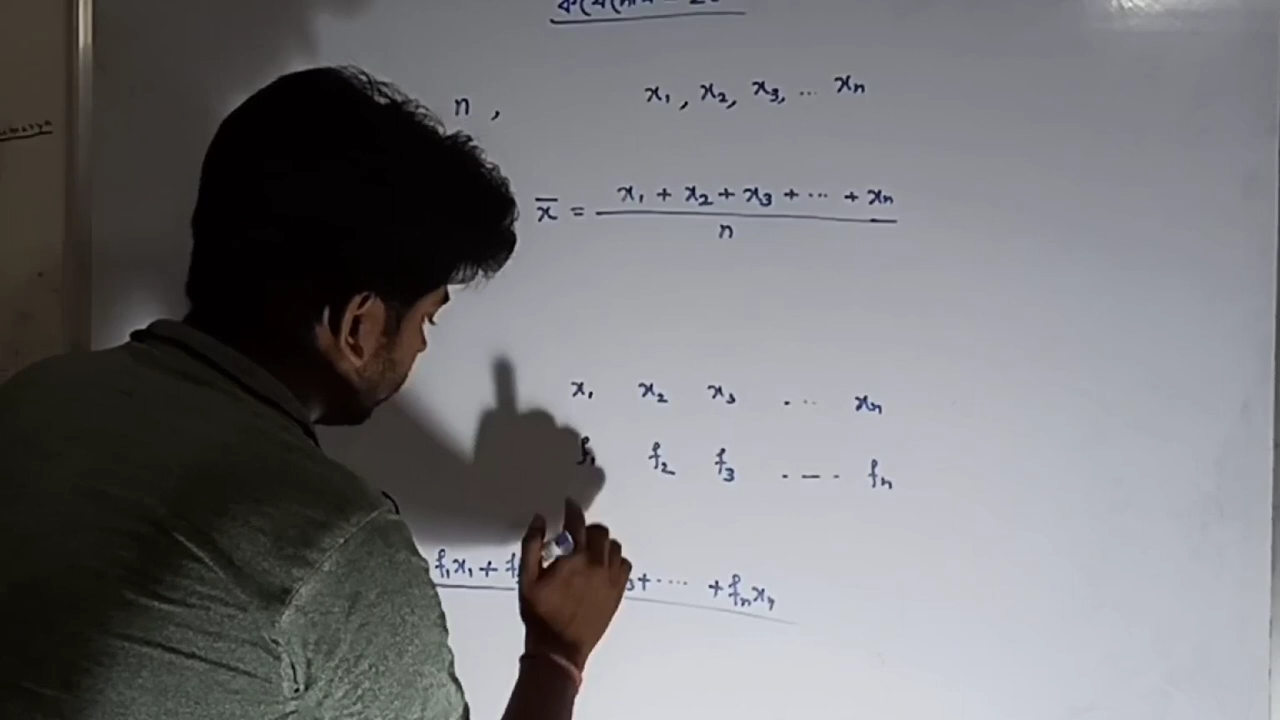 n , x₁ , x₂, x₃, ... xₙ
x̄ = x₁ + x₂ + x₃ + ... + xₙ
n
x₁ x₂ x₃ .... xₙ
f₁ f₂ f₃ .... fₙ
f₁x₁ + .... + fₙxₙ